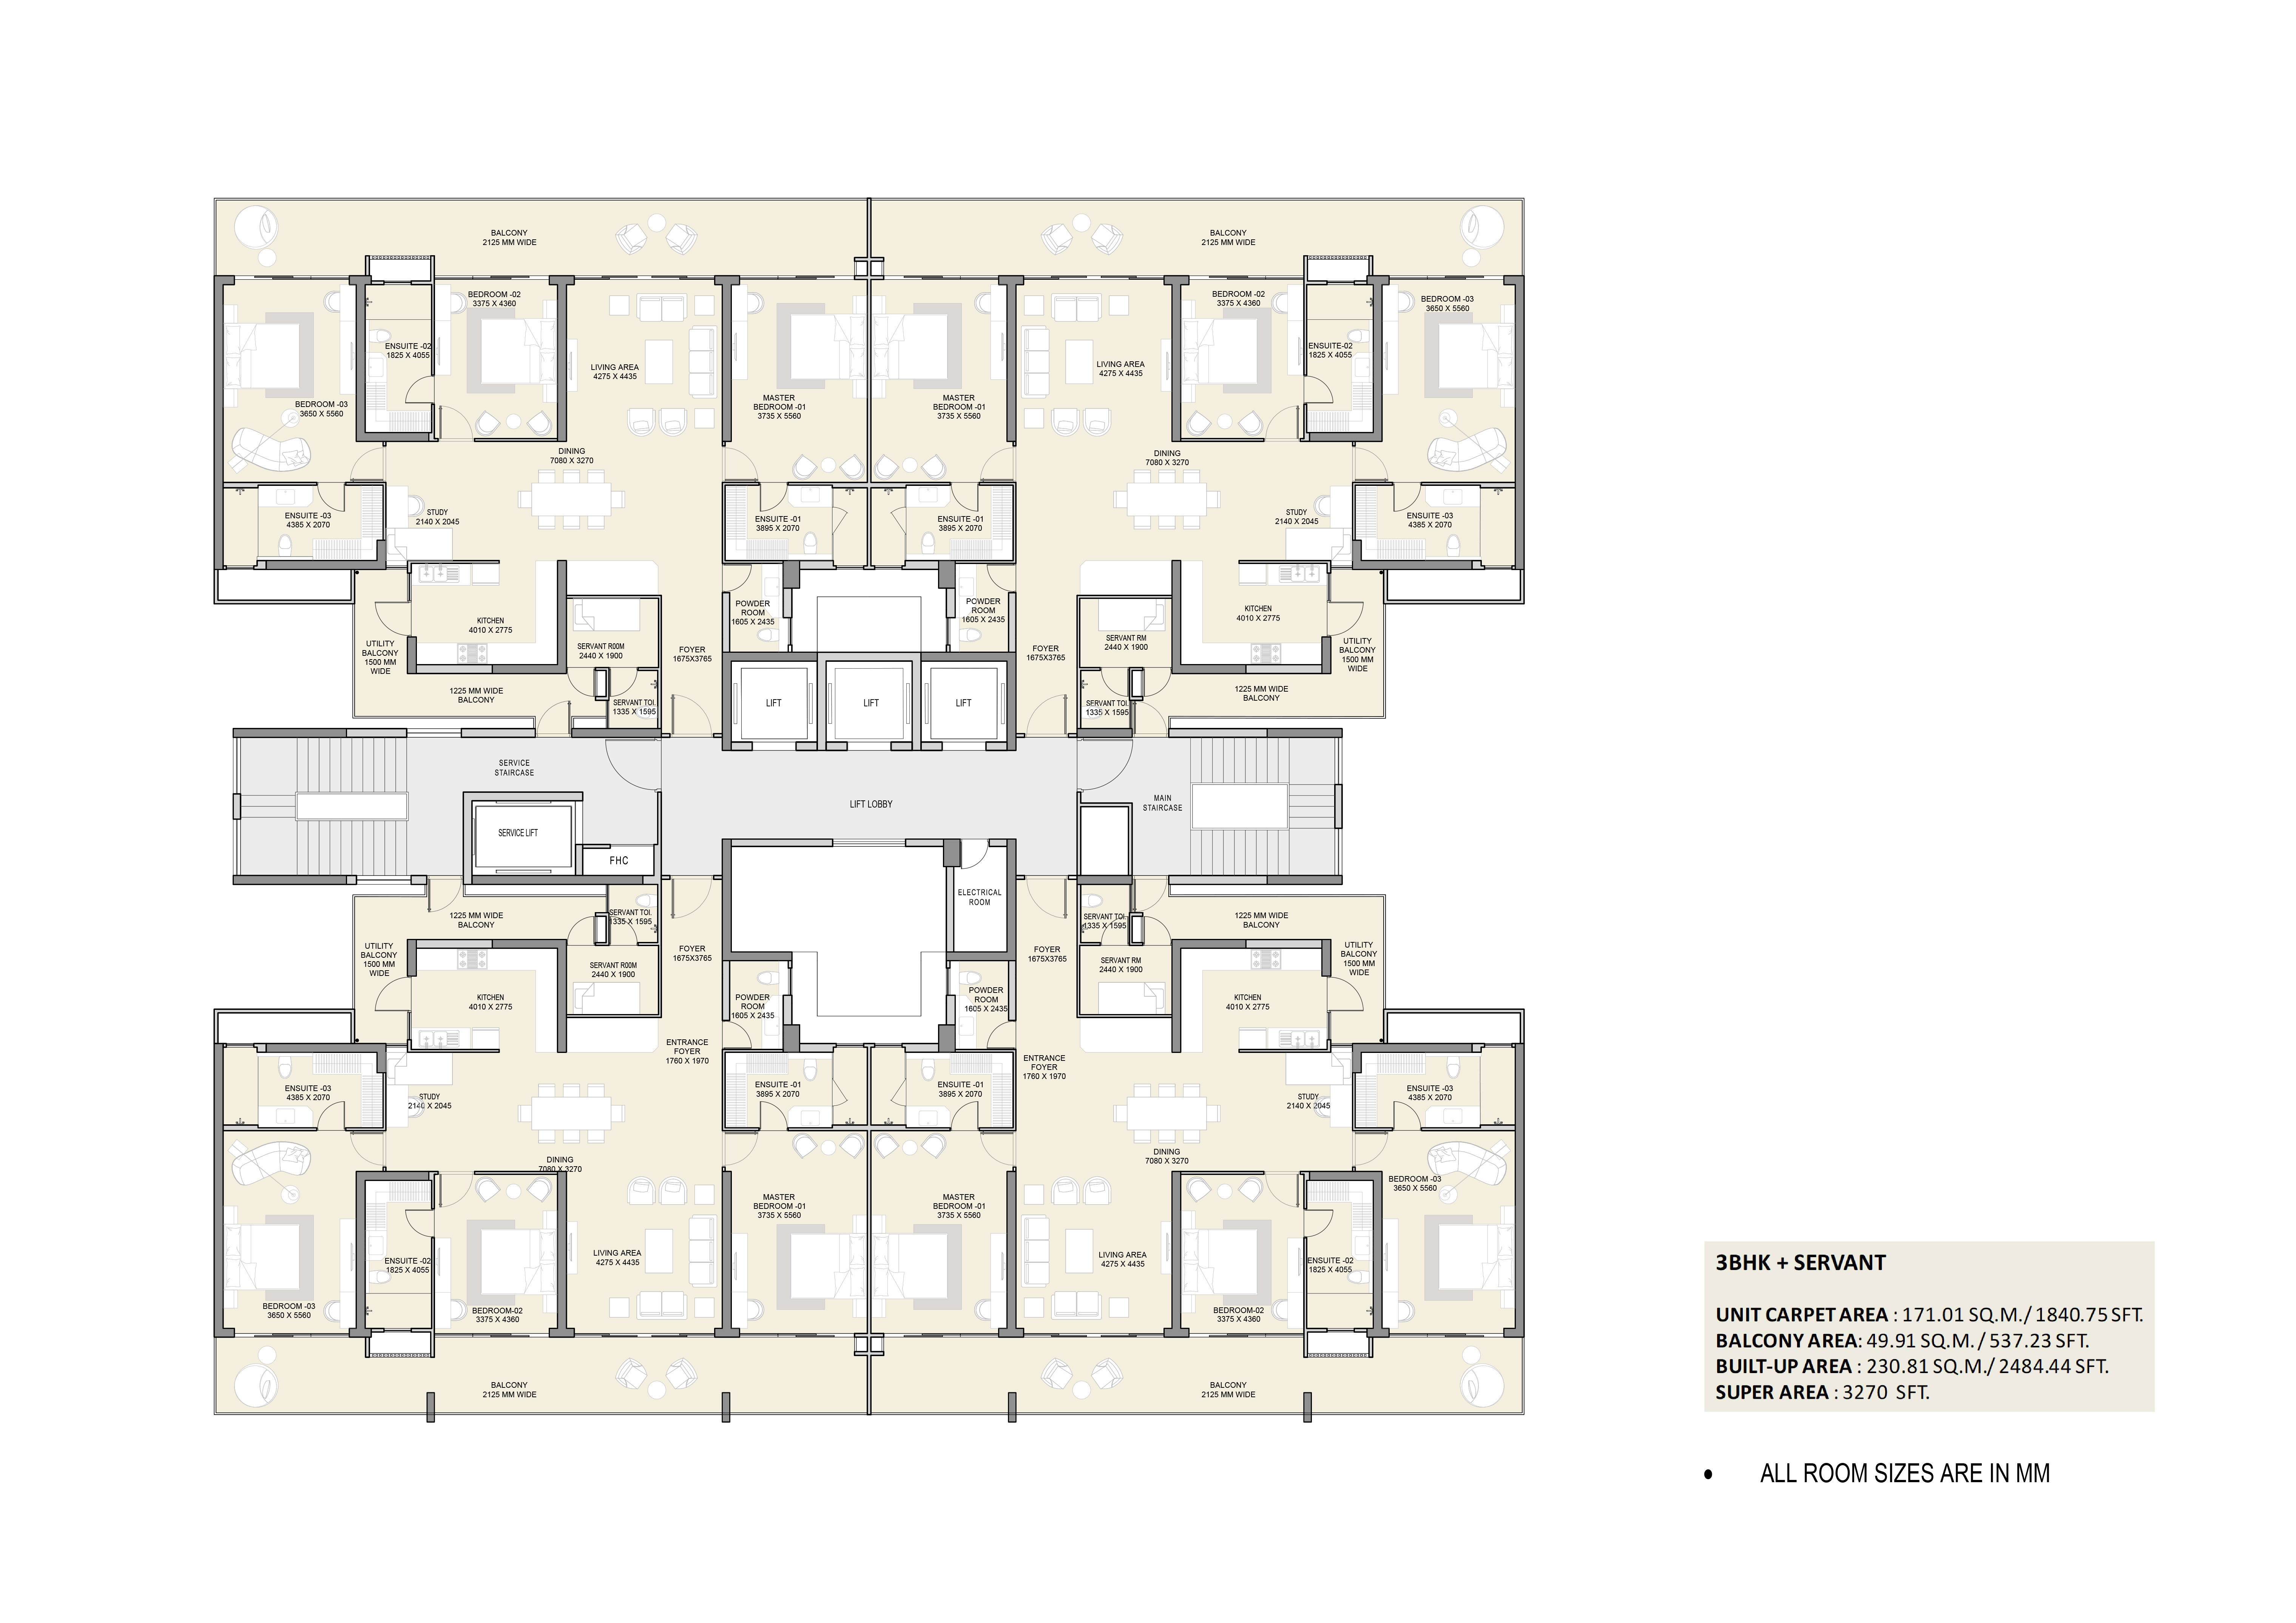 BALCONY
2125 MM WIDE
BALCONY
2125 MM WIDE
BEDROOM -02
3375 X 4360
BEDROOM -02
3375 X 4360
BEDROOM -03
3650 X 5560
ENSUITE -02
1825 X 4055
ENSUITE-02
1825 X 4055
LIVING AREA
4275 X 4435
LIVING AREA
4275 X 4435
BEDROOM -03
3650 X 5560
MASTER
BEDROOM -01
3735 X 5560
MASTER
BEDROOM -01
3735 X 5560
DINING
7080 X 3270
DINING
7080 X 3270
ENSUITE -03
4385 X 2070
STUDY
2140 X 2045
ENSUITE -01
3895 X 2070
ENSUITE -01
3895 X 2070
STUDY
2140 X 2045
ENSUITE -03
4385 X 2070
KITCHEN
4010 X 2775
POWDER
ROOM
1605 X 2435
POWDER
ROOM
1605 X 2435
KITCHEN
4010 X 2775
UTILITY
BALCONY
1500 MM
WIDE
SERVANT ROOM
2440 X 1900
FOYER
1675X3765
FOYER
1675X3765
SERVANT RM
2440 X 1900
UTILITY
BALCONY
1500 MM
WIDE
1225 MM WIDE
BALCONY
SERVANT TOI.
1335 X 1595
LIFT
LIFT
LIFT
SERVANT TOI.
1335 X 1595
1225 MM WIDE
BALCONY
SERVICE
STAIRCASE
LIFT LOBBY
MAIN
STAIRCASE
SERVICE LIFT
FHC
ELECTRICAL
ROOM
1225 MM WIDE
BALCONY
SERVANT TOI.
1335 X 1595
SERVANT TOI.
1335 X 1595
1225 MM WIDE
BALCONY
UTILITY
BALCONY
1500 MM
WIDE
SERVANT ROOM
2440 X 1900
FOYER
1675X3765
FOYER
1675X3765
SERVANT RM
2440 X 1900
UTILITY
BALCONY
1500 MM
WIDE
KITCHEN
4010 X 2775
POWDER
ROOM
1605 X 2435
POWDER
ROOM
1605 X 2435
KITCHEN
4010 X 2775
ENTRANCE
FOYER
1760 X 1970
ENTRANCE
FOYER
1760 X 1970
ENSUITE -03
4385 X 2070
STUDY
2140 X 2045
ENSUITE -01
3895 X 2070
ENSUITE -01
3895 X 2070
STUDY
2140 X 2045
ENSUITE -03
4385 X 2070
DINING
7080 X 3270
DINING
7080 X 3270
MASTER
BEDROOM -01
3735 X 5560
MASTER
BEDROOM -01
3735 X 5560
BEDROOM -03
3650 X 5560
ENSUITE -02
1825 X 4055
LIVING AREA
4275 X 4435
LIVING AREA
4275 X 4435
ENSUITE -02
1825 X 4055
BEDROOM -03
3650 X 5560
BEDROOM-02
3375 X 4360
BEDROOM-02
3375 X 4360
BALCONY
2125 MM WIDE
BALCONY
2125 MM WIDE
3BHK + SERVANT
UNIT CARPET AREA : 171.01 SQ.M./ 1840.75 SFT.
BALCONY AREA: 49.91 SQ.M./ 537.23 SFT.
BUILT-UP AREA : 230.81 SQ.M./ 2484.44 SFT.
SUPER AREA : 3270 SFT.
• ALL ROOM SIZES ARE IN MM